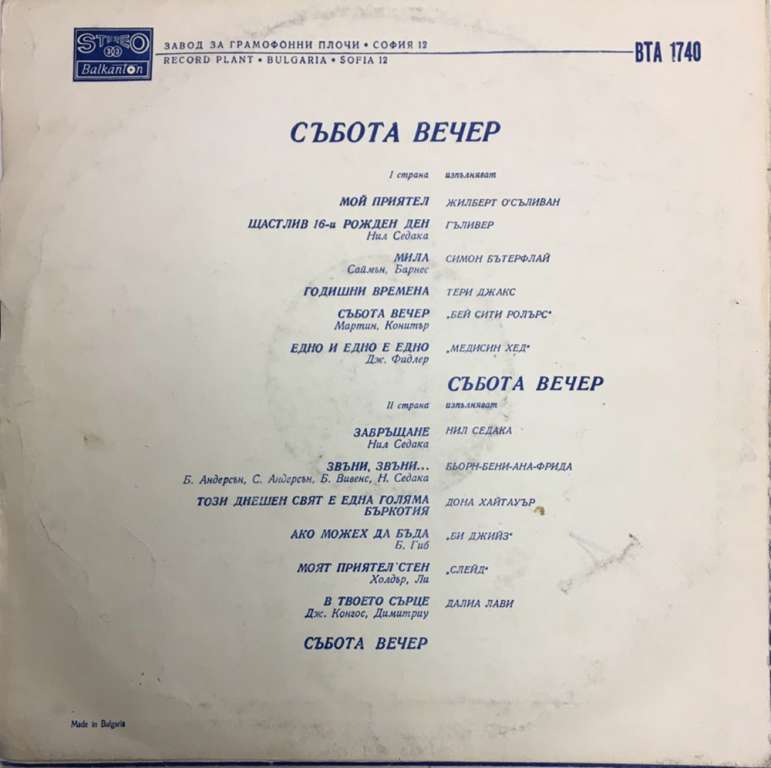 STEREO
33
Balkanton
ЗАВОД ЗА ГРАМОФОННИ ПЛОЧИ • СОФИЯ 12
RECORD PLANT • BULGARIA • SOFIA 12
ВТА 1740
СЪБОТА ВЕЧЕР
I страна изпълняват
МОЙ ПРИЯТЕЛ ЖИЛБЕРТ О'СЪЛИВАН
ЩАСТЛИВ 16-и РОЖДЕН ДЕН ГЪЛИВЕР
Нил Седака
МИЛА СИМОН БЪТЕРФЛАЙ
Саймън, Барнес
ГОДИШНИ ВРЕМЕНА ТЕРИ ДЖАКС
СЪБОТА ВЕЧЕР „БЕЙ СИТИ РОЛЪРС"
Мартин, Конитър
ЕДНО И ЕДНО Е ЕДНО „МЕДИСИН ХЕД"
Дж. Фидлер
СЪБОТА ВЕЧЕР
II страна изпълняват
ЗАВРЪЩАНЕ НИЛ СЕДАКА
Нил Седака
ЗВЪНИ, ЗВЪНИ... БЬОРН-БЕНИ-АНА-ФРИДА
Б. Андерсън, С. Андерсън, Б. Вивенс, Н. Седака
ТОЗИ ДНЕШЕН СВЯТ Е ЕДНА ГОЛЯМА ДОНА ХАЙТАУЪР
БЪРКОТИЯ
АКО МОЖЕХ ДА БЪДА „БИ ДЖИЙЗ"
Б. Гиб
МОЯТ ПРИЯТЕЛ СТЕН „СЛЕЙД"
Холдър, Ли
В ТВОЕТО СЪРЦЕ ДАЛИА ЛАВИ
Дж. Конгос, Димитриу
СЪБОТА ВЕЧЕР
Made in Bulgaria